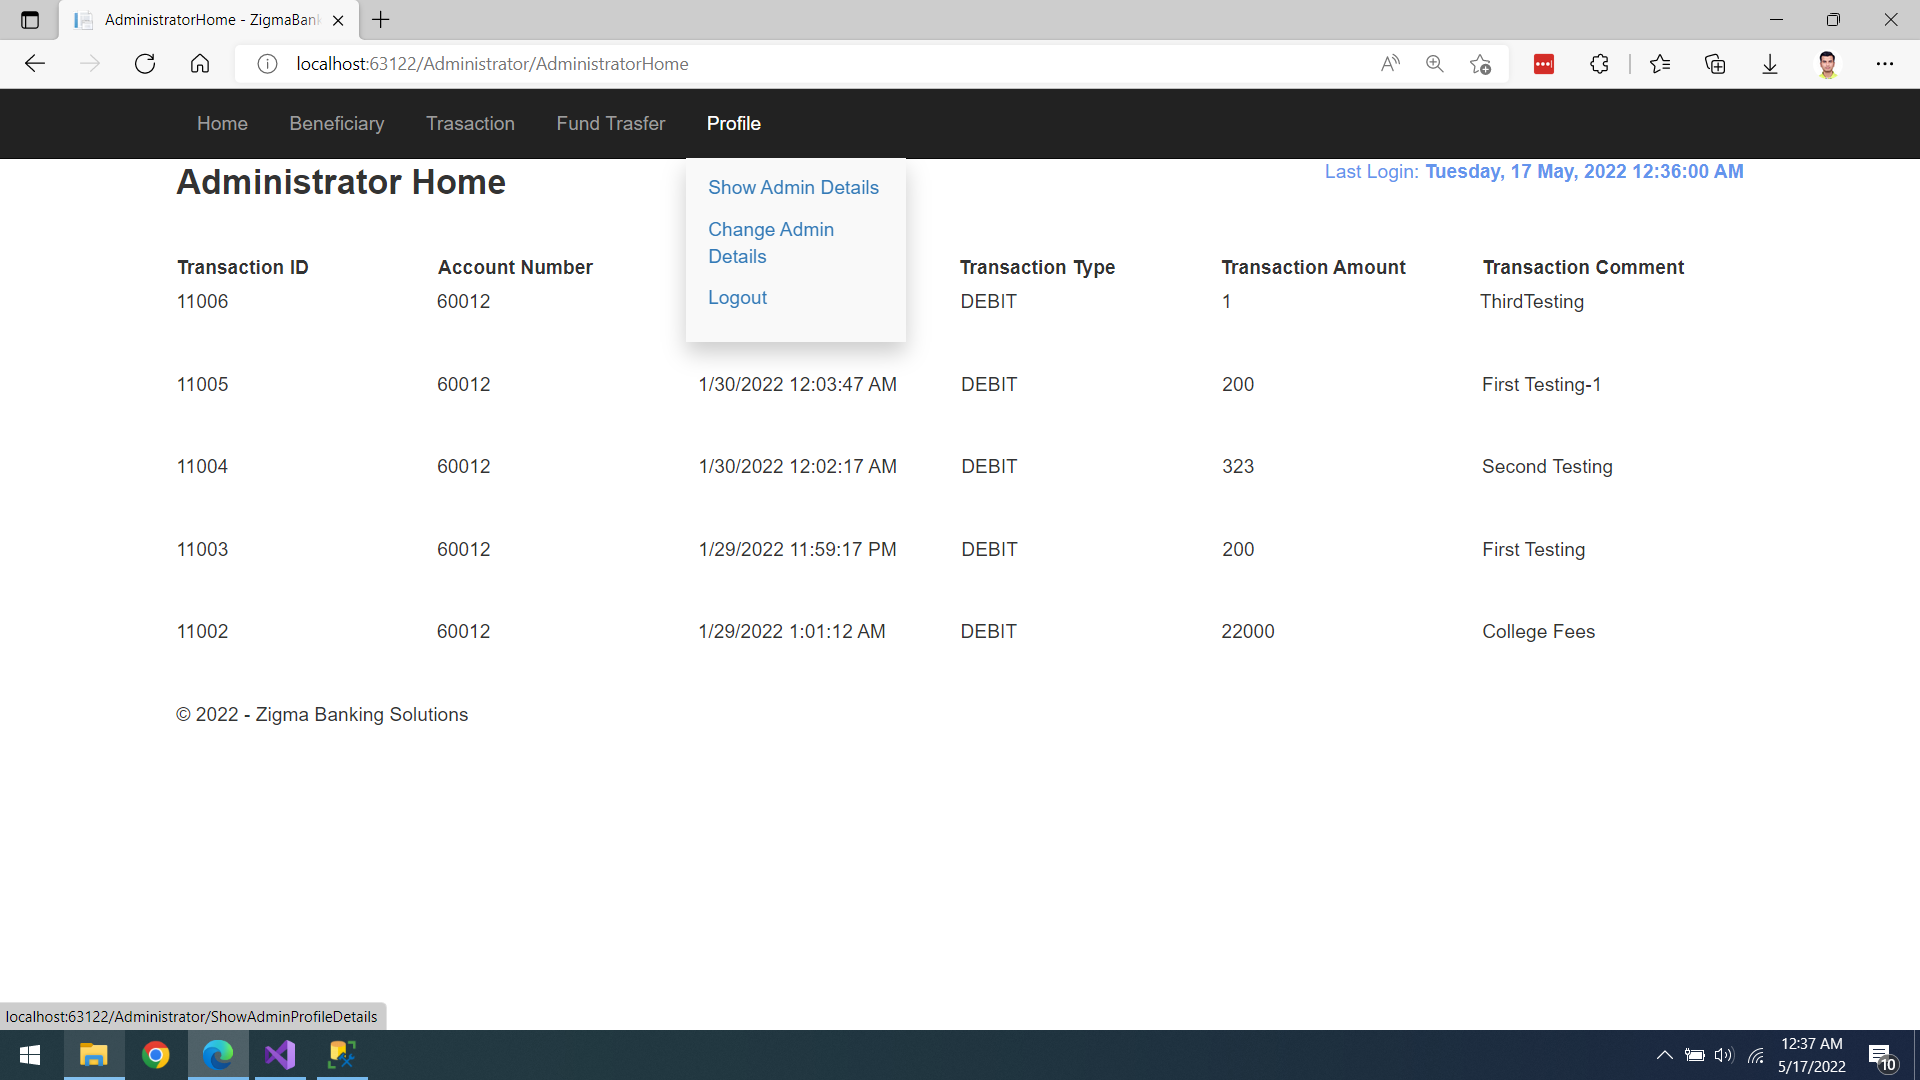 AdministratorHome - ZigmaBank
localhost:63122/Administrator/AdministratorHome
Home Beneficiary Trasaction Fund Trasfer Profile
Administrator Home
Last Login: Tuesday, 17 May, 2022 12:36:00 AM
Show Admin Details
Change Admin
Details
Logout
Transaction ID Account Number Transaction Type Transaction Amount Transaction Comment
11006 60012 DEBIT 1 ThirdTesting
11005 60012 1/30/2022 12:03:47 AM DEBIT 200 First Testing-1
11004 60012 1/30/2022 12:02:17 AM DEBIT 323 Second Testing
11003 60012 1/29/2022 11:59:17 PM DEBIT 200 First Testing
11002 60012 1/29/2022 1:01:12 AM DEBIT 22000 College Fees
© 2022 - Zigma Banking Solutions
localhost:63122/Administrator/ShowAdminProfileDetails
12:37 AM
5/17/2022
10